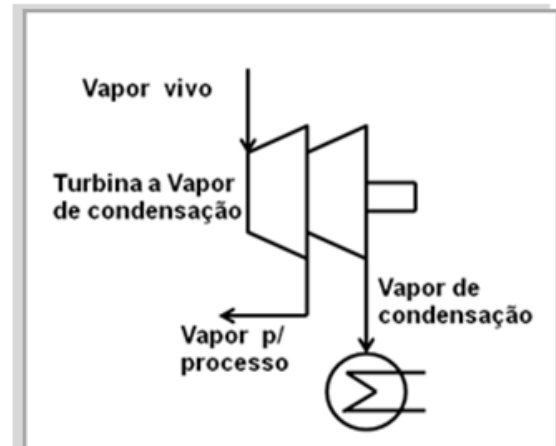 Vapor vivo
Turbina a Vapor
de condensação
Vapor de
condensação
Vapor p/
processo